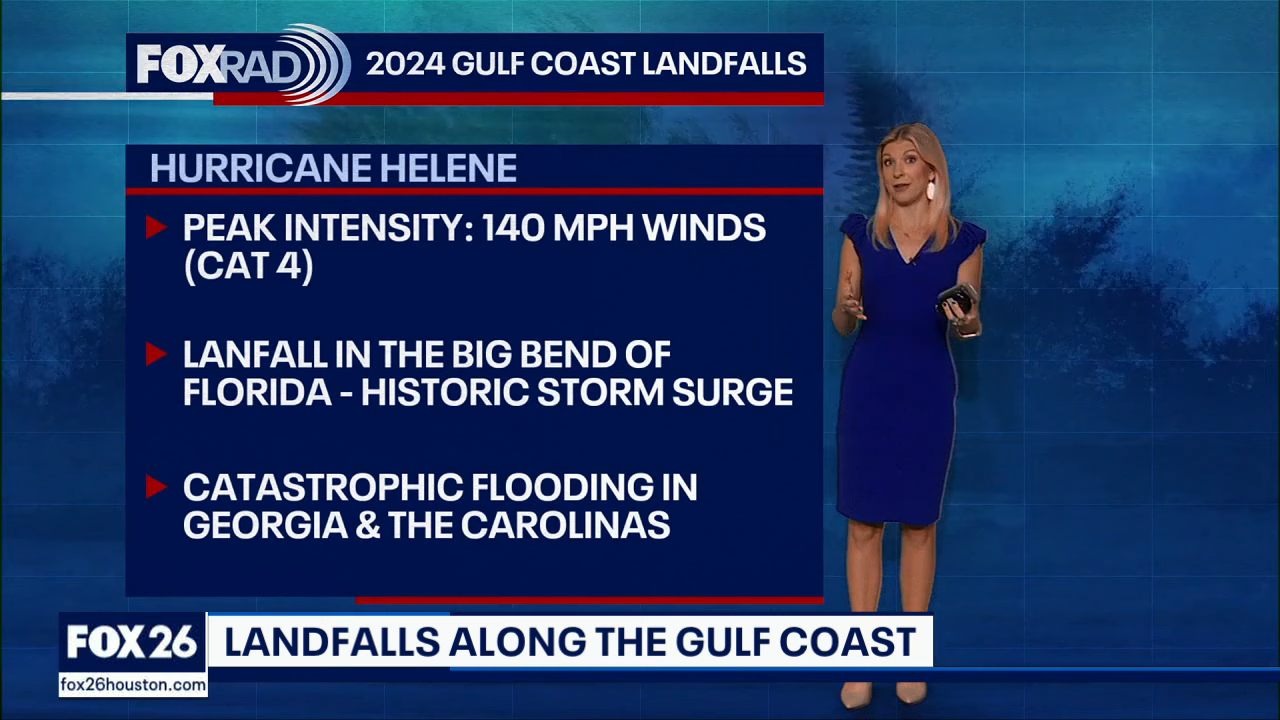 FOXRAD 2024 GULF COAST LANDFALLS
HURRICANE HELENE
PEAK INTENSITY: 140 MPH WINDS
(CAT 4)
LANFALL IN THE BIG BEND OF
FLORIDA - HISTORIC STORM SURGE
CATASTROPHIC FLOODING IN
GEORGIA & THE CAROLINAS
FOX 26 LANDFALLS ALONG THE GULF COAST
fox26houston.com